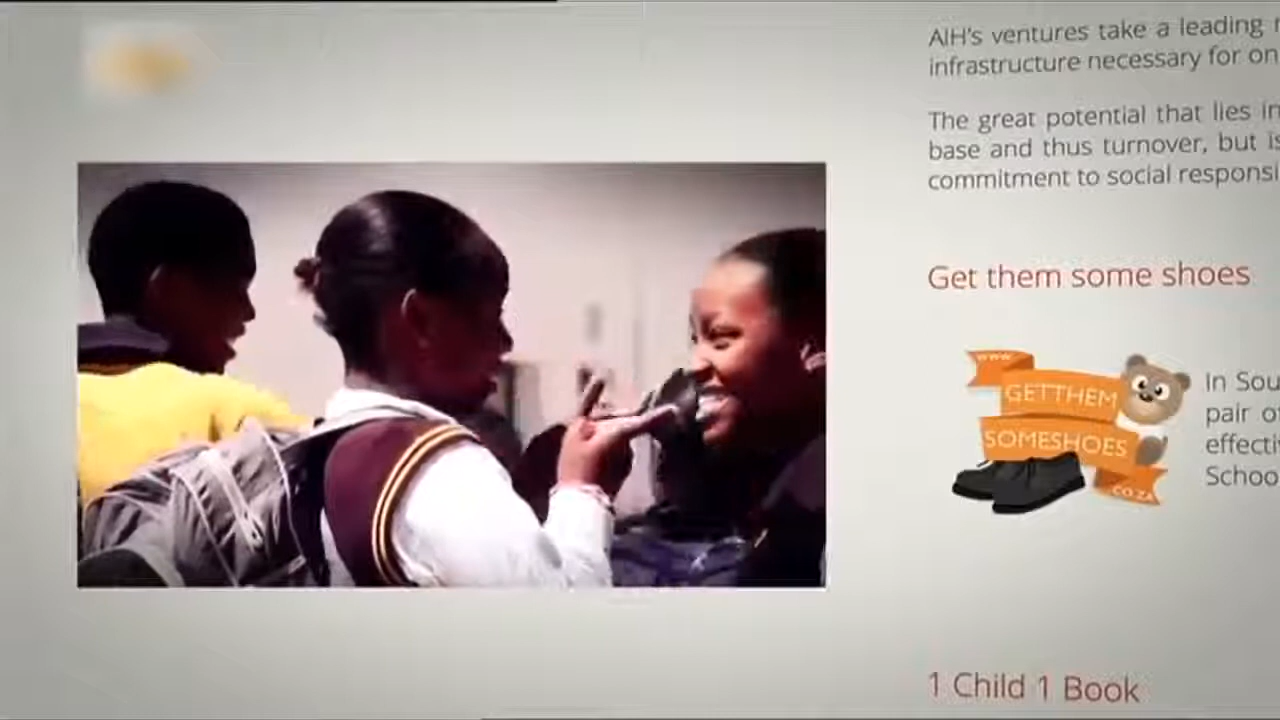 AIH's ventures take a leading
infrastructure necessary for on
The great potential that lies in
base and thus turnover, but is
commitment to social responsi
Get them some shoes
www
GETTHEM
SOMESHOES
.CO.ZA
In Sou
pair o
effecti
Schoo
1 Child 1 Book